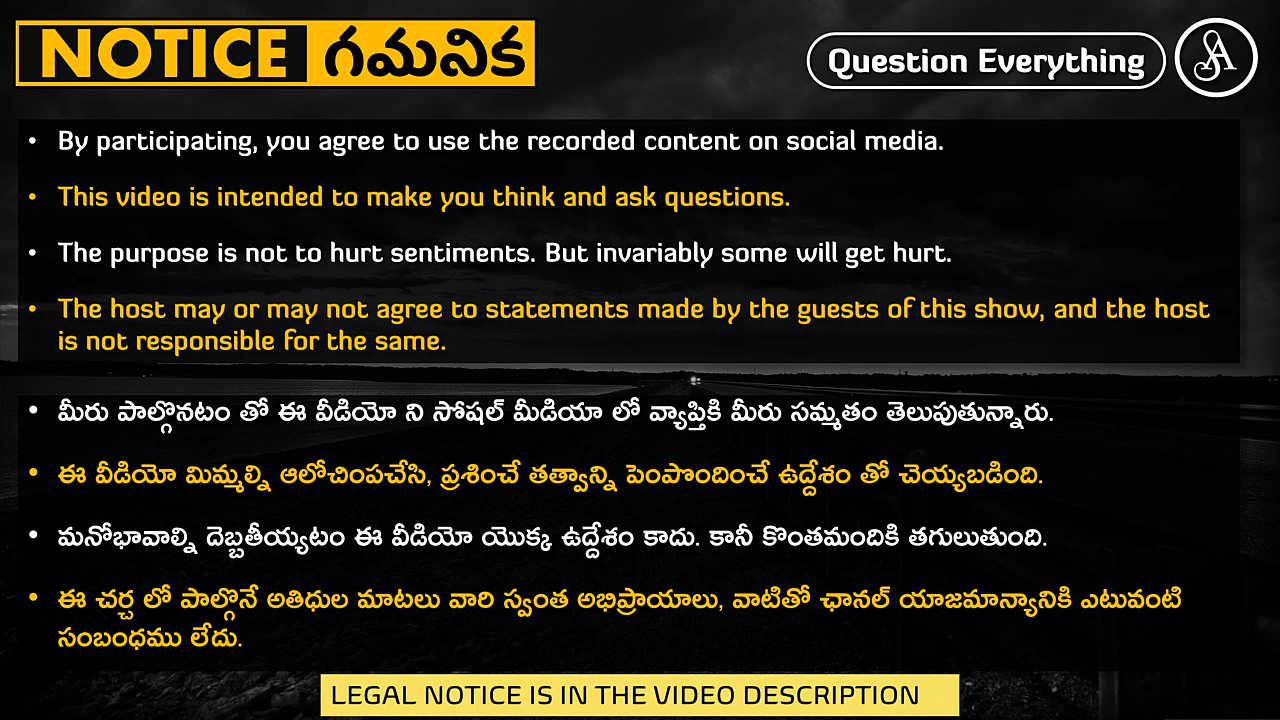 NOTICE గమనిక
Question Everything
• By participating, you agree to use the recorded content on social media.
• This video is intended to make you think and ask questions.
• The purpose is not to hurt sentiments. But invariably some will get hurt.
• The host may or may not agree to statements made by the guests of this show, and the host
is not responsible for the same.
• మీరు పాల్గొనటం తో ఈ వీడియో ని సోషల్ మీడియా లో వ్యాప్తికి మీరు సమ్మతం తెలుపుతున్నారు.
• ఈ వీడియో మిమ్మల్ని ఆలోచింపచేసి, ప్రశించే తత్వాన్ని పెంపొందించే ఉద్దేశం తో చెయ్యబడింది.
• మనోభావాల్ని దెబ్బతీయ్యటం ఈ వీడియో యొక్క ఉద్దేశం కాదు. కానీ కొంతమందికి తగులుతుంది.
• ఈ చర్చ లో పాల్గొనే అతిధుల మాటలు వారి స్వంత అభిప్రాయాలు, వాటితో ఛానల్ యాజమాన్యానికి ఎటువంటి
సంబంధము లేదు.
LEGAL NOTICE IS IN THE VIDEO DESCRIPTION